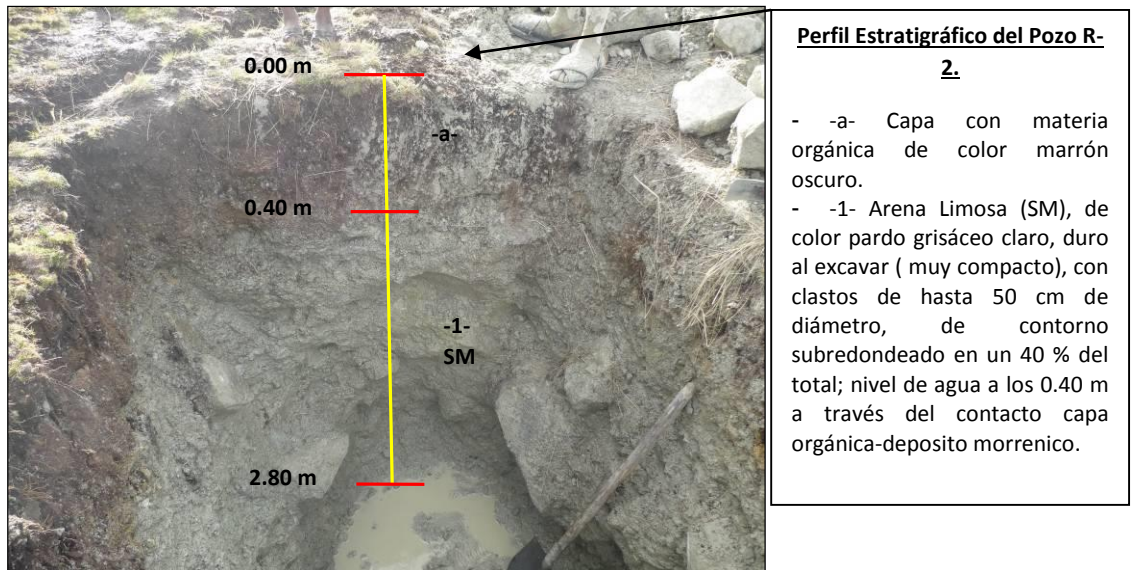 0.00 m
-a-
0.40 m
-1-
SM
2.80 m
Perfil Estratigráfico del Pozo R-
2.
- -a- Capa con materia
orgánica de color marrón
oscuro.
- -1- Arena Limosa (SM), de
color pardo grisáceo claro, duro
al excavar ( muy compacto), con
clastos de hasta 50 cm de
diámetro, de contorno
subredondeado en un 40 % del
total; nivel de agua a los 0.40 m
a través del contacto capa
orgánica-deposito morrenico.